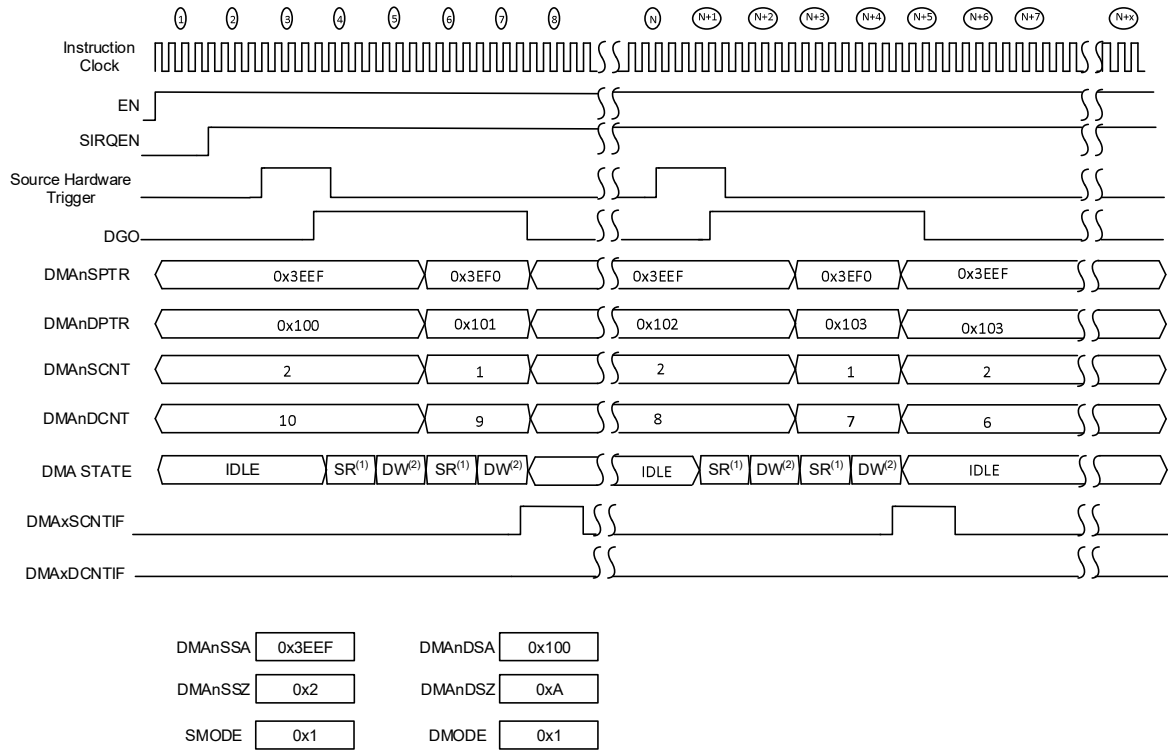 1 2 3 4 5 6 7 8 N N+1 N+2 N+3 N+4 N+5 N+6 N+7 N+x
Instruction
Clock
EN
SIRQEN
Source Hardware
Trigger
DGO
DMAnSPTR 0x3EEF 0x3EF0 0x3EEF 0x3EF0 0x3EEF
DMAnDPTR 0x100 0x101 0x102 0x103 0x103
DMAnSCNT 2 1 2 1 2
DMAnDCNT 10 9 8 7 6
DMA STATE IDLE SR(1) DW(2) SR(1) DW(2) IDLE SR(1) DW(2) SR(1) DW(2) IDLE
DMAxSCNTIF
DMAxDCNTIF
DMAnSSA 0x3EEF DMAnDSA 0x100
DMAnSSZ 0x2 DMAnDSZ 0xA
SMODE 0x1 DMODE 0x1